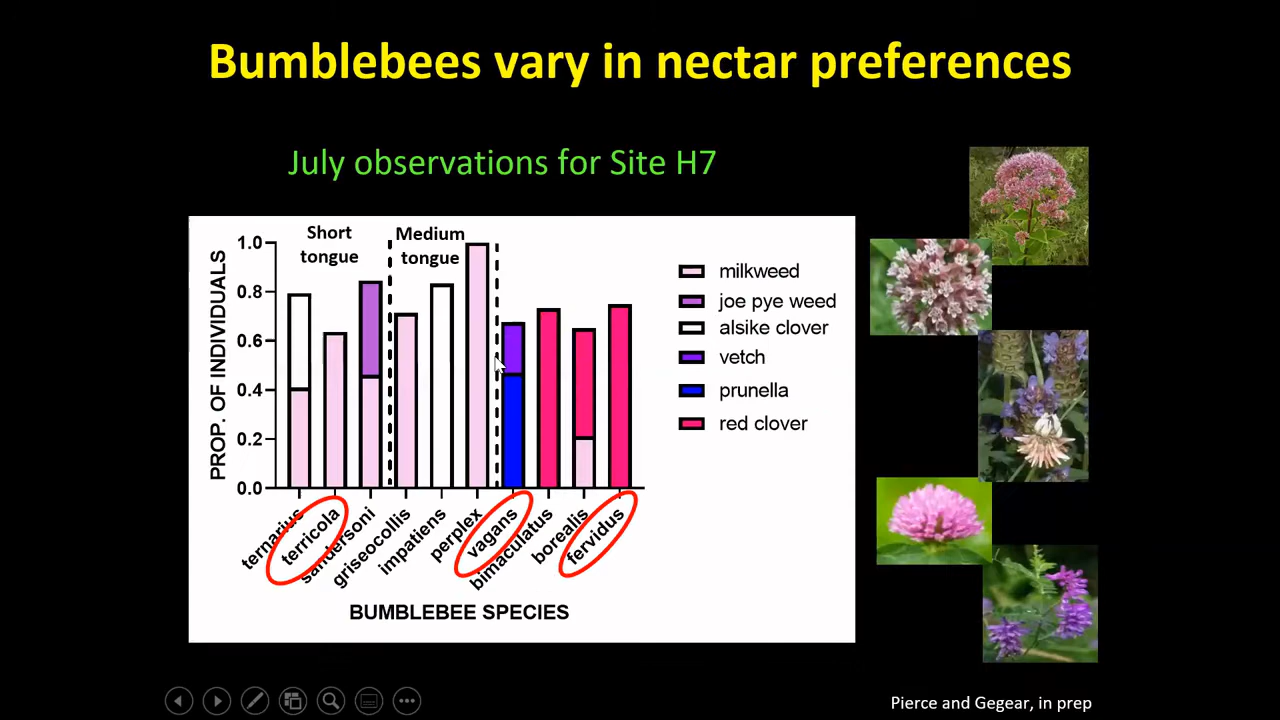 Bumblebees vary in nectar preferences
July observations for Site H7
Short
tongue
Medium
tongue
PROP. OF INDIVIDUALS
1.0
0.8
0.6
0.4
0.2
0.0
milkweed
joe pye weed
alsike clover
vetch
prunella
red clover
ternarius
terricola
sandersoni
griseocollis
impatiens
perplex
vagans
bimaculatus
borealis
fervidus
BUMBLEBEE SPECIES
Pierce and Gegear, in prep